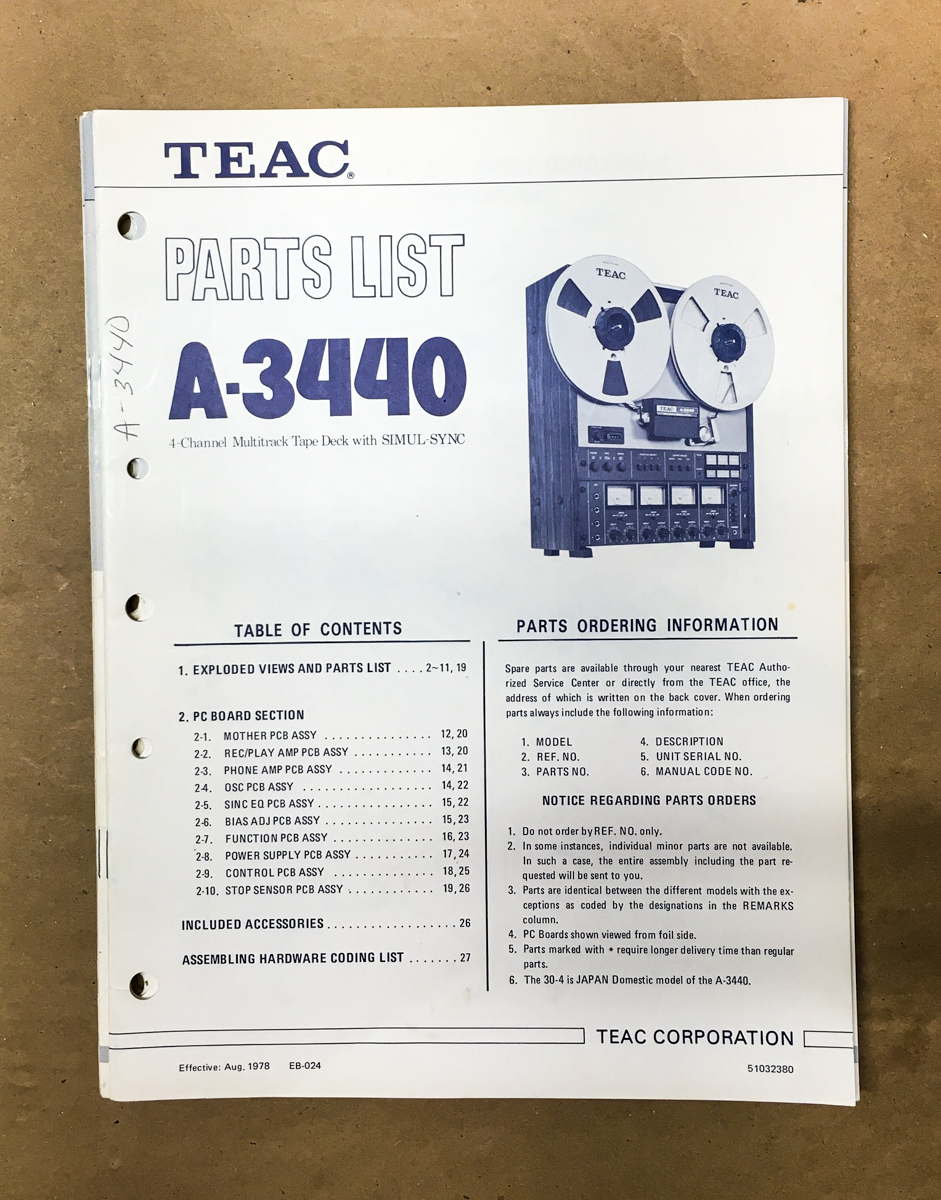 TEAC®
PARTS LIST
A-3440
4-Channel Multitrack Tape Deck with SIMUL-SYNC
A-3440
TEAC
TEAC
TEAC
TABLE OF CONTENTS
1. EXPLODED VIEWS AND PARTS LIST .... 2~11, 19
2. PC BOARD SECTION
2-1. MOTHER PCB ASSY ............... 12, 20
2-2. REC/PLAY AMP PCB ASSY ........... 13, 20
2-3. PHONE AMP PCB ASSY ............. 14, 21
2-4. OSC PCB ASSY .................. 14, 22
2-5. SINC EQ PCB ASSY ................ 15, 22
2-6. BIAS ADJ PCB ASSY ............... 15, 23
2-7. FUNCTION PCB ASSY .............. 16, 23
2-8. POWER SUPPLY PCB ASSY ........... 17, 24
2-9. CONTROL PCB ASSY .............. 18, 25
2-10. STOP SENSOR PCB ASSY ............ 19, 26
INCLUDED ACCESSORIES .................. 26
ASSEMBLING HARDWARE CODING LIST ....... 27
PARTS ORDERING INFORMATION
Spare parts are available through your nearest TEAC Autho-
rized Service Center or directly from the TEAC office, the
address of which is written on the back cover. When ordering
parts always include the following information:
1. MODEL 4. DESCRIPTION
2. REF. NO. 5. UNIT SERIAL NO.
3. PARTS NO. 6. MANUAL CODE NO.
NOTICE REGARDING PARTS ORDERS
1. Do not order by REF. NO. only.
2. In some instances, individual minor parts are not available.
In such a case, the entire assembly including the part re-
quested will be sent to you.
3. Parts are identical between the different models with the ex-
ceptions as coded by the designations in the REMARKS
column.
4. PC Boards shown viewed from foil side.
5. Parts marked with * require longer delivery time than regular
parts.
6. The 30-4 is JAPAN Domestic model of the A-3440.
TEAC CORPORATION
Effective: Aug. 1978 EB-024
51032380